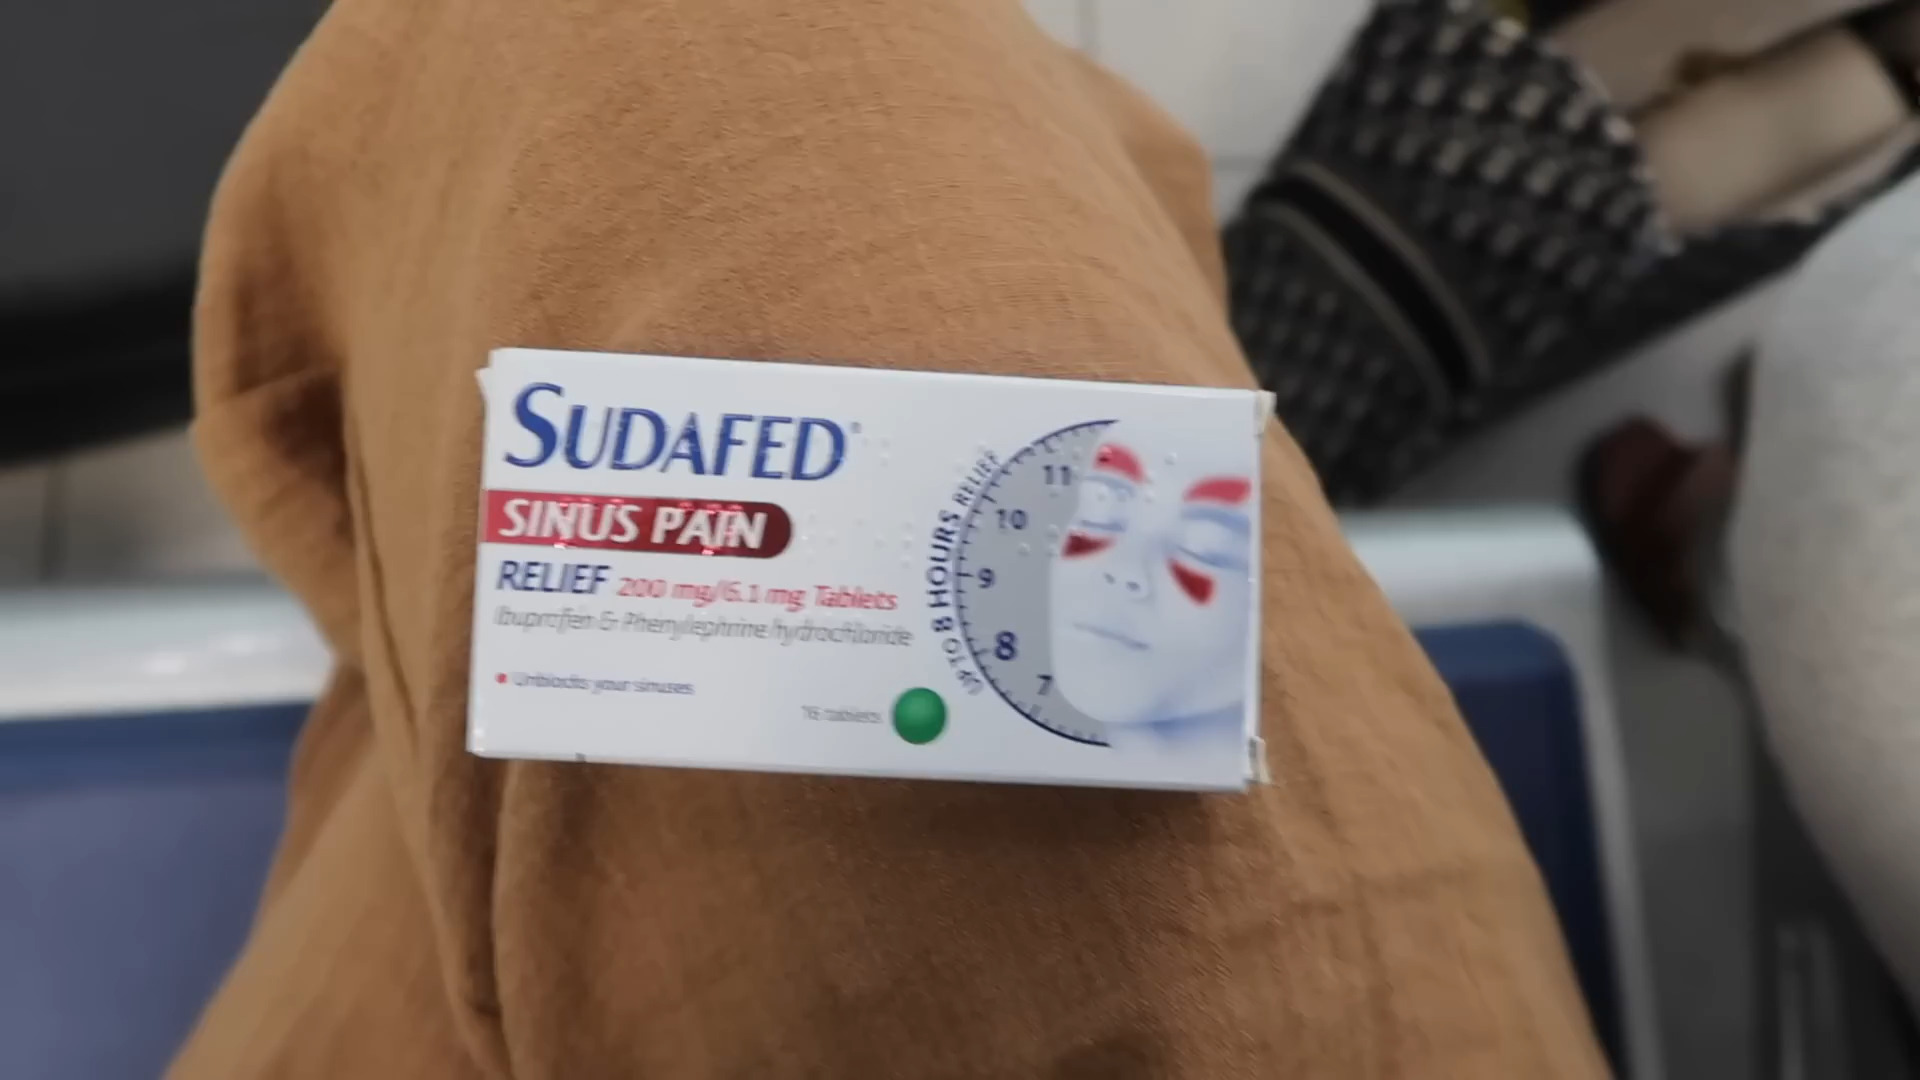 SUDAFED
SINUS PAIN
RELIEF 200 mg/6.1 mg Tablets
Ibuprofen & Phenylephrine hydrochloride
• Unblocks your sinuses
16 tablets
UP TO 8 HOURS RELIEF
11
10
9
8
7